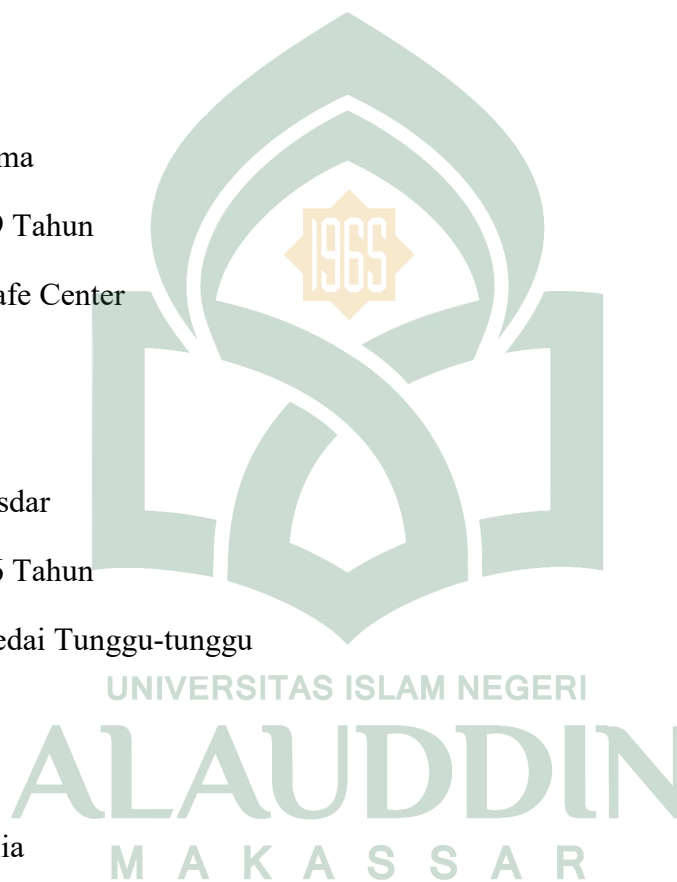 ma
9 Tahun
1965
afe Center
sdar
6 Tahun
edai Tunggu-tunggu
UNIVERSITAS ISLAM NEGERI
ALAUDDIN
ia
MAKASSAR